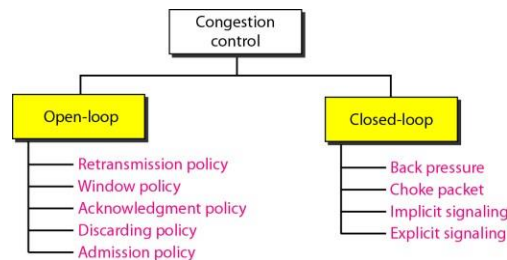 Congestion
control
Open-loop
Retransmission policy
Window policy
Acknowledgment policy
Discarding policy
Admission policy
Closed-loop
Back pressure
Choke packet
Implicit signaling
Explicit signaling